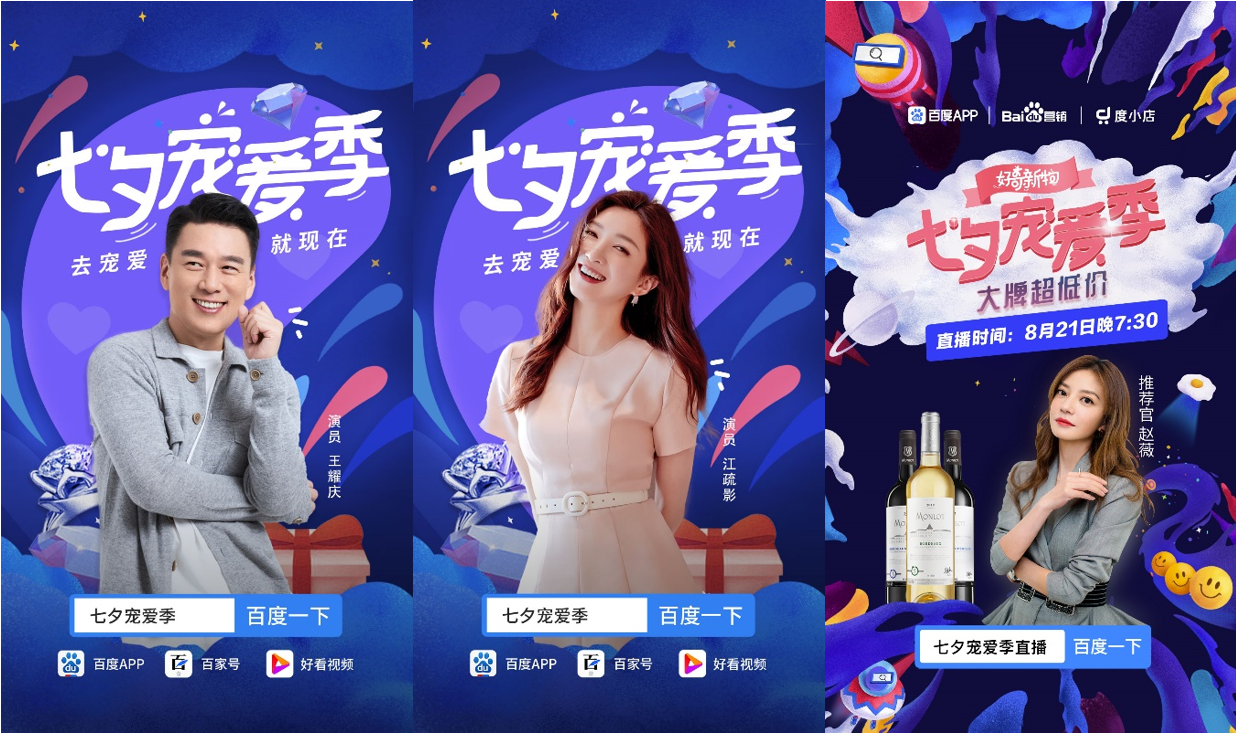 七夕宠爱季
去宠爱 就现在
演员 王耀庆
七夕宠爱季 百度一下
百度APP 百家号 好看视频
七夕宠爱季
去宠爱 就现在
演员 江疏影
七夕宠爱季 百度一下
百度APP 百家号 好看视频
百度APP Baidu营销 度小店
好奇新物
七夕宠爱季
大牌超低价
直播时间：8月21日晚7:30
推荐官 赵薇
MONLOT
BORDEAUX
七夕宠爱季直播 百度一下